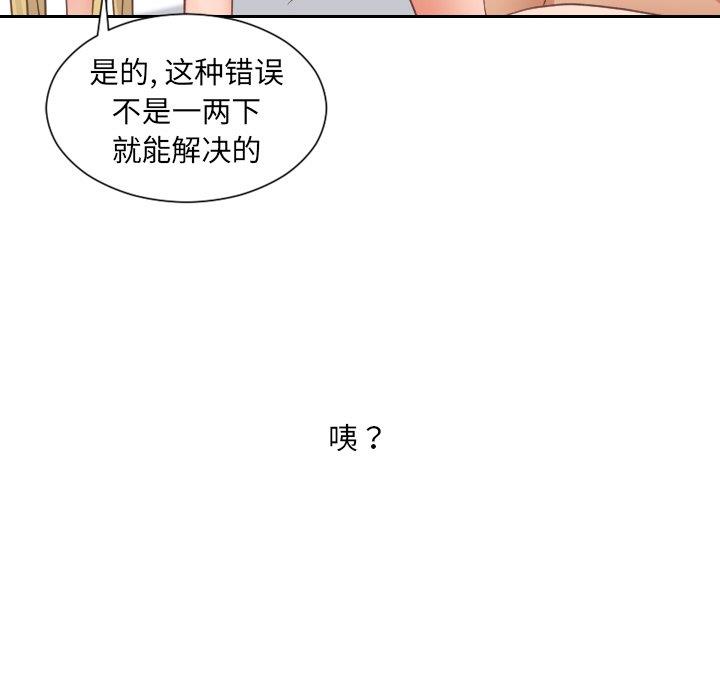 是的, 这种错误
不是一两下
就能解决的
咦？